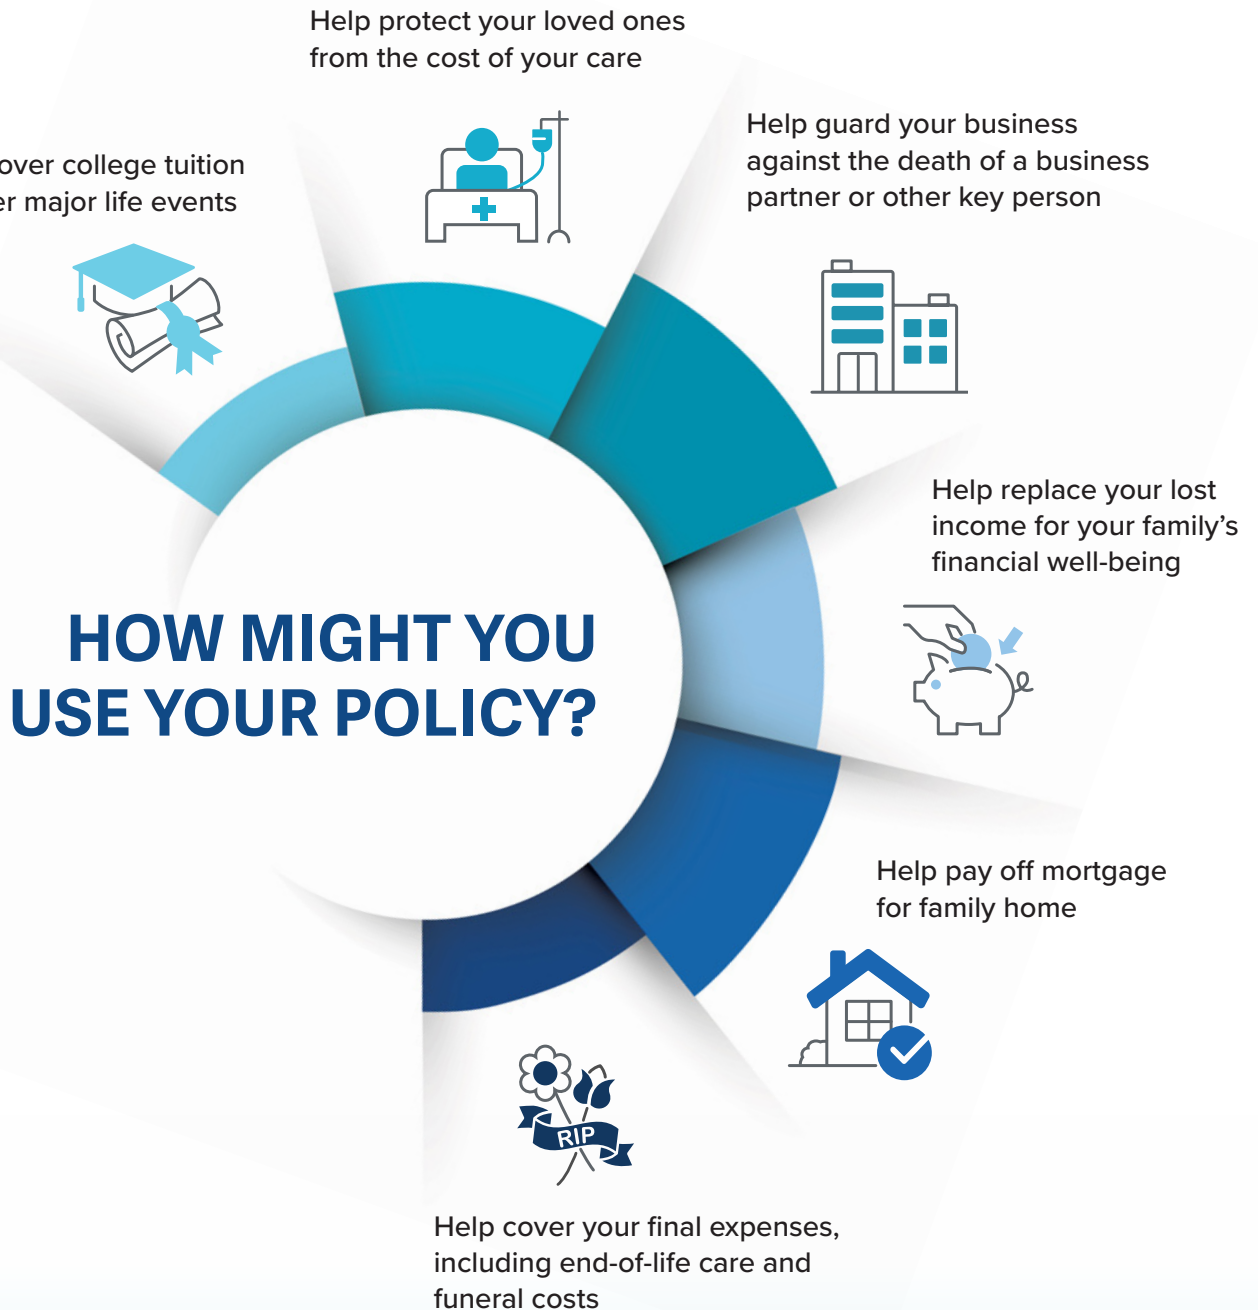 Help protect your loved ones
from the cost of your care
over college tuition
er major life events
Help guard your business
against the death of a business
partner or other key person
Help replace your lost
income for your family’s
financial well-being
HOW MIGHT YOU
USE YOUR POLICY?
Help pay off mortgage
for family home
RIP
Help cover your final expenses,
including end-of-life care and
funeral costs